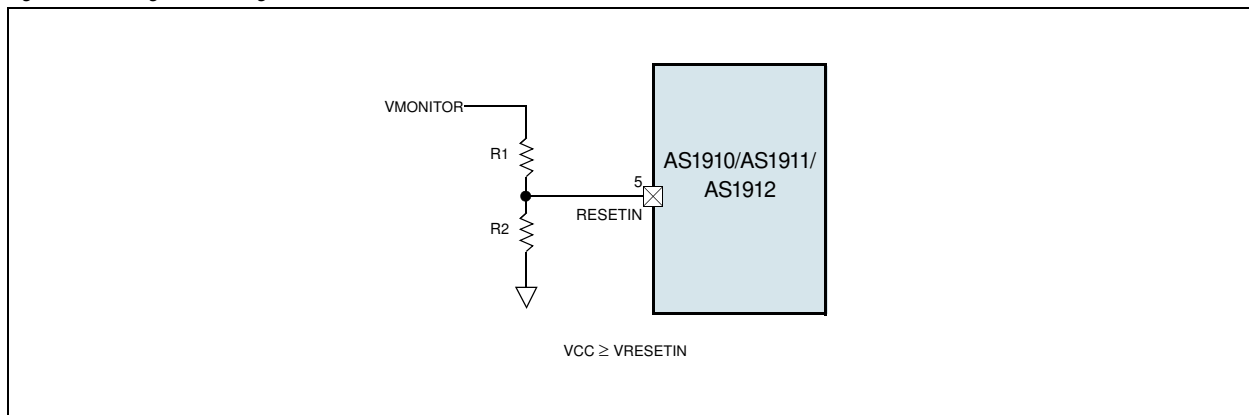 VMONITOR
R1
5
RESETIN
R2
AS1910/AS1911/
AS1912
VCC ≥ VRESETIN